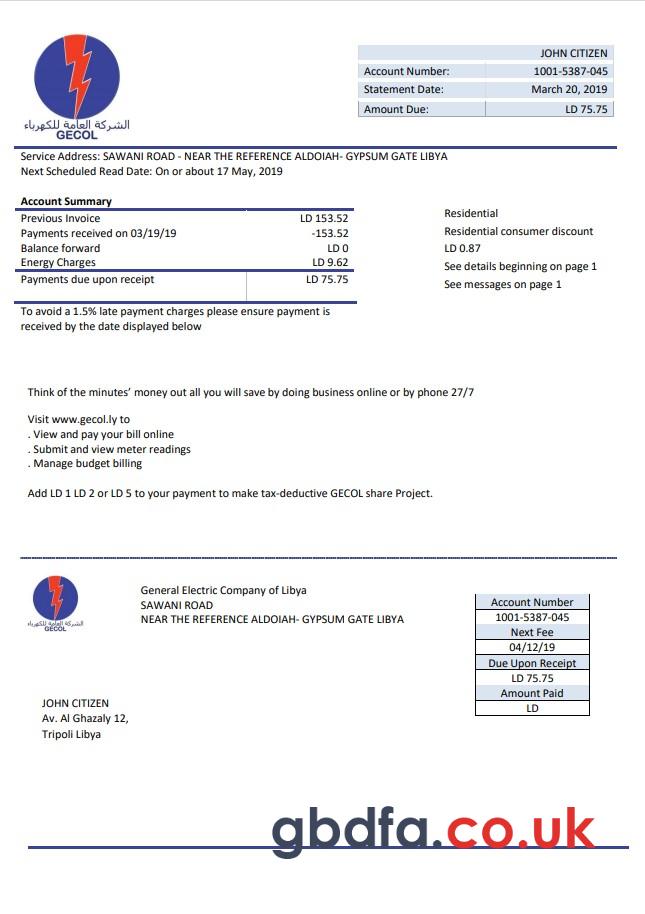 الشركة العامة للكهرباء
GECOL
JOHN CITIZEN
Account Number: 1001-5387-045
Statement Date: March 20, 2019
Amount Due: LD 75.75
Service Address: SAWANI ROAD - NEAR THE REFERENCE ALDOIAH- GYPSUM GATE LIBYA
Next Scheduled Read Date: On or about 17 May, 2019
Account Summary
Previous Invoice LD 153.52
Payments received on 03/19/19 -153.52
Balance forward LD 0
Energy Charges LD 9.62
Payments due upon receipt LD 75.75
Residential
Residential consumer discount
LD 0.87
See details beginning on page 1
See messages on page 1
To avoid a 1.5% late payment charges please ensure payment is
received by the date displayed below
Think of the minutes’ money out all you will save by doing business online or by phone 27/7
Visit www.gecol.ly to
. View and pay your bill online
. Submit and view meter readings
. Manage budget billing
Add LD 1 LD 2 or LD 5 to your payment to make tax-deductive GECOL share Project.
الشركة العامة للكهرباء
GECOL
General Electric Company of Libya
SAWANI ROAD
NEAR THE REFERENCE ALDOIAH- GYPSUM GATE LIBYA
Account Number
1001-5387-045
Next Fee
04/12/19
Due Upon Receipt
LD 75.75
Amount Paid
LD
JOHN CITIZEN
Av. Al Ghazaly 12,
Tripoli Libya
gbdfa.co.uk